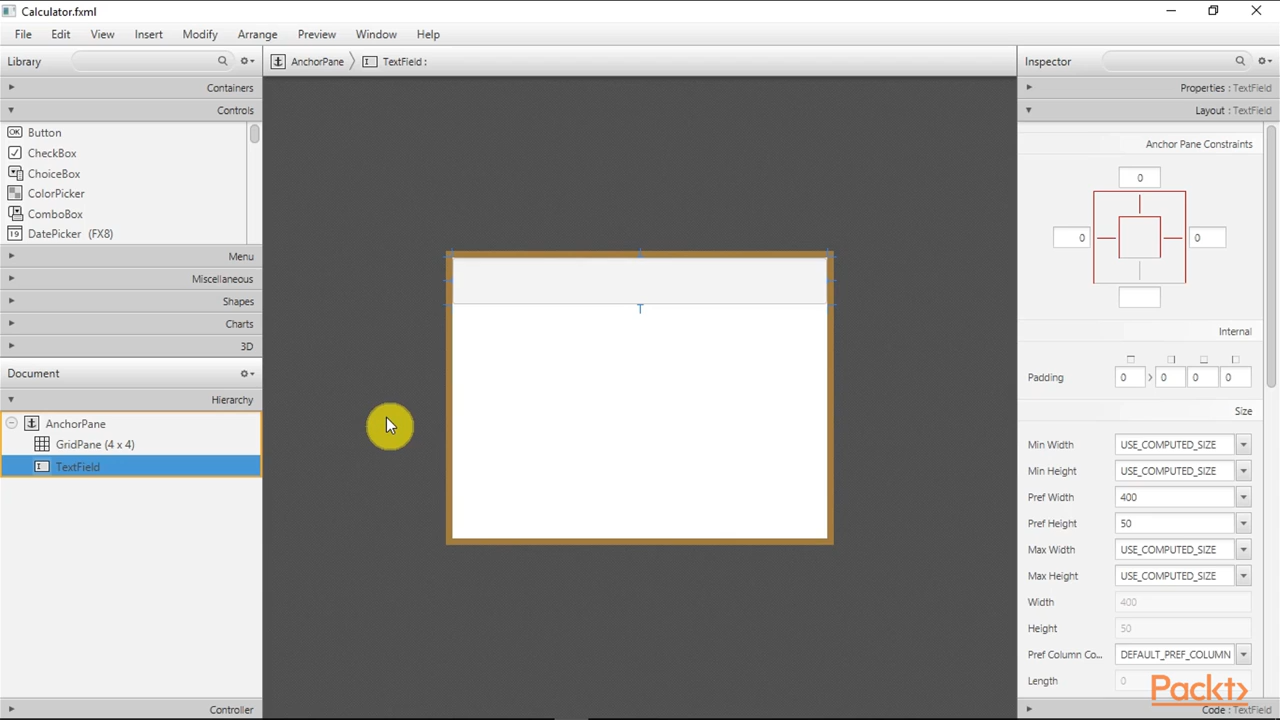 Calculator.fxml
File Edit View Insert Modify Arrange Preview Window Help
Library
AnchorPane TextField :
Inspector
Containers
Controls
Button
CheckBox
ChoiceBox
ColorPicker
ComboBox
19 DatePicker (FX8)
Menu
Miscellaneous
Shapes
Charts
3D
Document
Hierarchy
AnchorPane
GridPane (4 x 4)
TextField
Controller
T
Properties : TextField
Layout : TextField
Anchor Pane Constraints
0
0 0
Internal
Padding 0 0 0 0
Size
Min Width USE_COMPUTED_SIZE
Min Height USE_COMPUTED_SIZE
Pref Width 400
Pref Height 50
Max Width USE_COMPUTED_SIZE
Max Height USE_COMPUTED_SIZE
Width 400
Height 50
Pref Column Co... DEFAULT_PREF_COLUMN
Length 0
Packt
Code : TextField